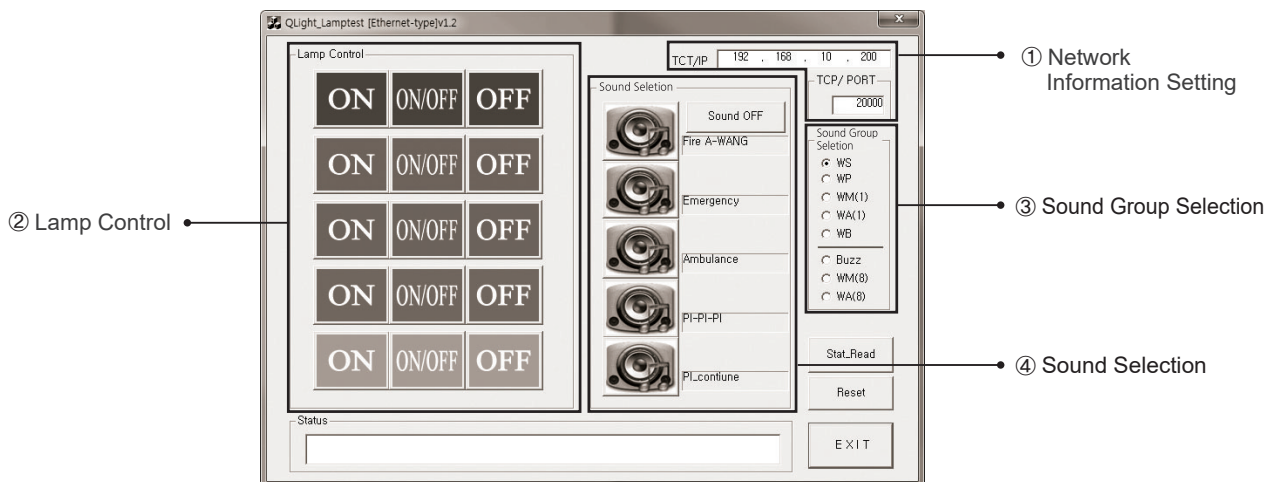 QLight_Lamptest [Ethernet-type]v1.2
x
Lamp Control
ON ON/OFF OFF
ON ON/OFF OFF
ON ON/OFF OFF
ON ON/OFF OFF
ON ON/OFF OFF
② Lamp Control
Sound Seletion
Sound OFF
Fire A-WANG
Emergency
Ambulance
PI-PI-PI
PI_contiune
TCT/IP 192 . 168 . 10 . 200
TCP/ PORT
20000
Sound Group
Seletion
WS
WP
WM(1)
WA(1)
WB
Buzz
WM(8)
WA(8)
Stat_Read
Reset
EXIT
Status
① Network
Information Setting
③ Sound Group Selection
④ Sound Selection